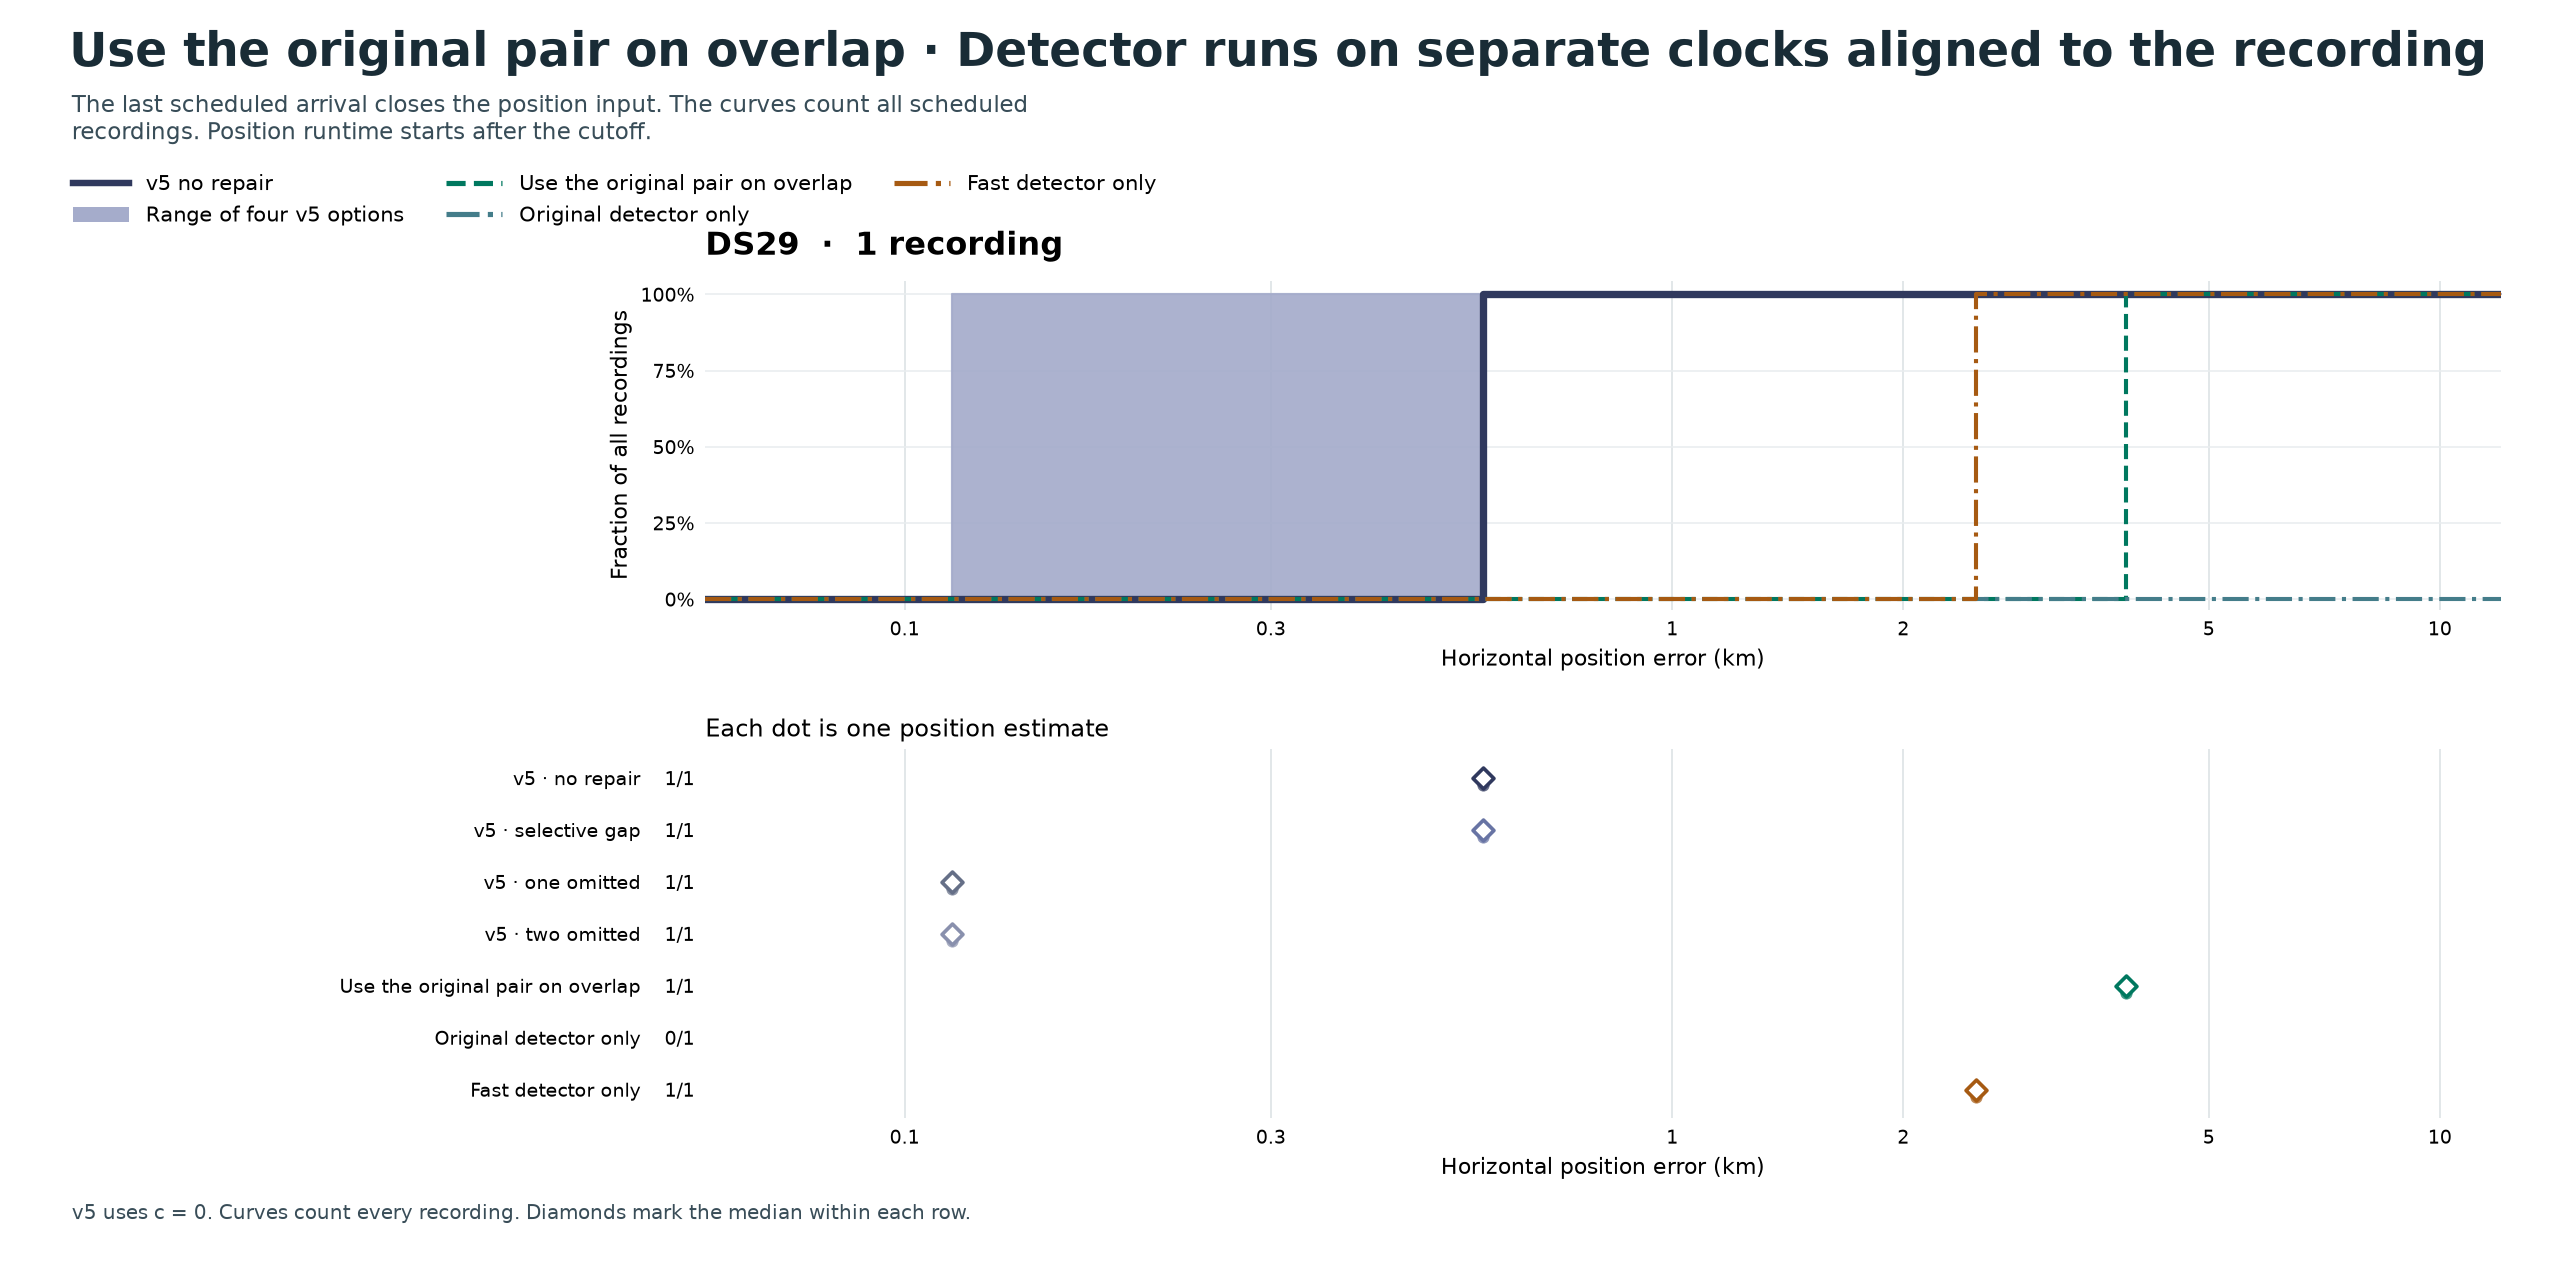 Use the original pair on overlap · Detector runs on separate clocks aligned to the recording
The last scheduled arrival closes the position input. The curves count all scheduled
recordings. Position runtime starts after the cutoff.
v5 no repair
Range of four v5 options
Use the original pair on overlap
Original detector only
Fast detector only
DS29 · 1 recording
Fraction of all recordings
100%
75%
50%
25%
0%
0.1 0.3 1 2 5 10
Horizontal position error (km)
Each dot is one position estimate
v5 · no repair 1/1
v5 · selective gap 1/1
v5 · one omitted 1/1
v5 · two omitted 1/1
Use the original pair on overlap 1/1
Original detector only 0/1
Fast detector only 1/1
0.1 0.3 1 2 5 10
Horizontal position error (km)
v5 uses c = 0. Curves count every recording. Diamonds mark the median within each row.